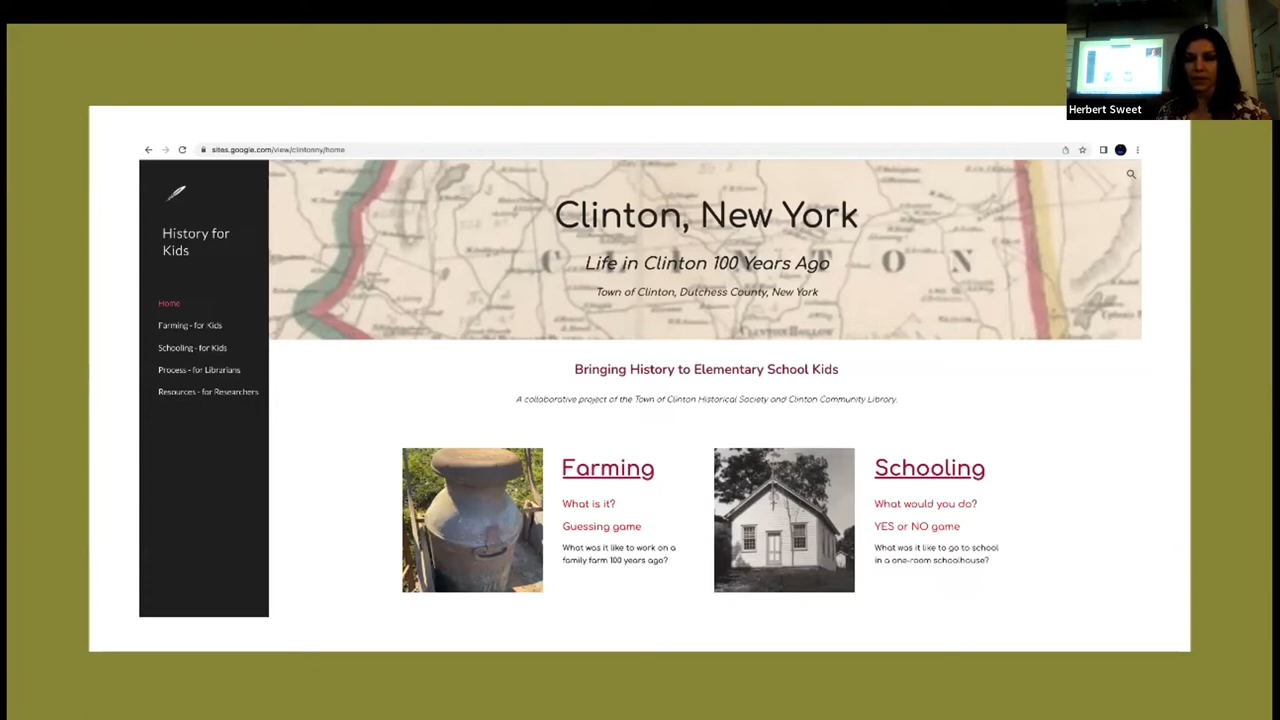 Herbert Sweet
sites.google.com/view/clintonny/home
History for
Kids
Home
Farming - for Kids
Schooling - for Kids
Process - for Librarians
Resources - for Researchers
Clinton, New York
CLINTON
Life in Clinton 100 Years Ago
Town of Clinton, Dutchess County, New York
CLINTON HOLLOW
Bringing History to Elementary School Kids
A collaborative project of the Town of Clinton Historical Society and Clinton Community Library.
Farming
What is it?
Guessing game
What was it like to work on a
family farm 100 years ago?
Schooling
What would you do?
YES or NO game
What was it like to go to school
in a one-room schoolhouse?